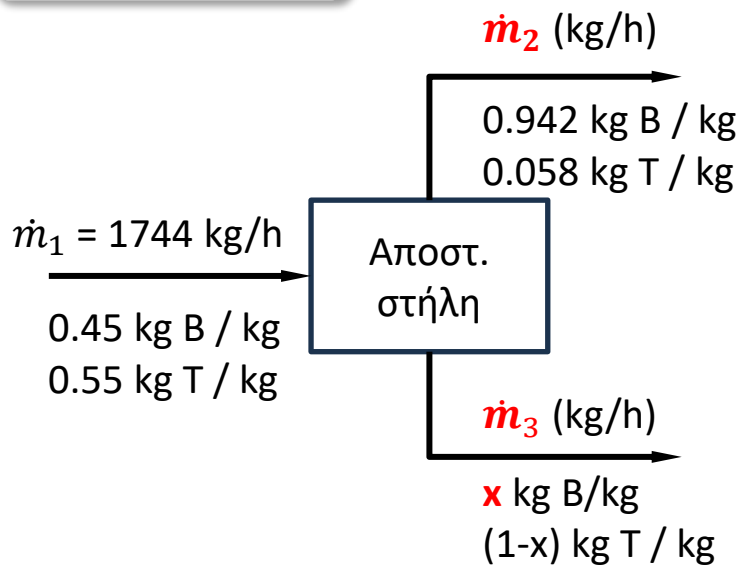 ṁ₂ (kg/h)
0.942 kg B / kg
0.058 kg T / kg
ṁ₁ = 1744 kg/h
0.45 kg B / kg
0.55 kg T / kg
Αποστ.
στήλη
ṁ₃ (kg/h)
x kg B/kg
(1-x) kg T / kg